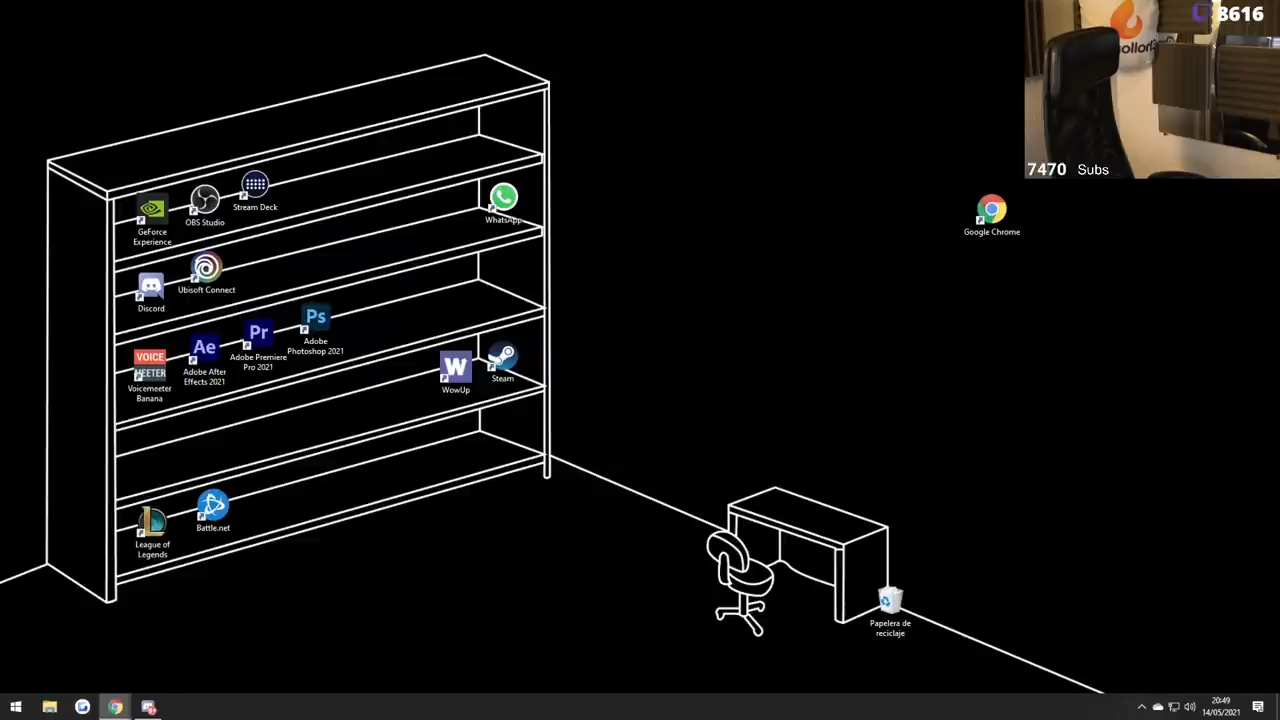 8616
7470 Subs
GeForce
Experience
OBS Studio
Stream Deck
WhatsApp
Google Chrome
Discord
Ubisoft Connect
VOICE
MEETER
Voicemeeter
Banana
Ae
Adobe After
Effects 2021
Pr
Adobe Premiere
Pro 2021
Ps
Adobe
Photoshop 2021
W
WowUp
Steam
L
League of
Legends
Battle.net
Papelera de
reciclaje
20:49
14/05/2021